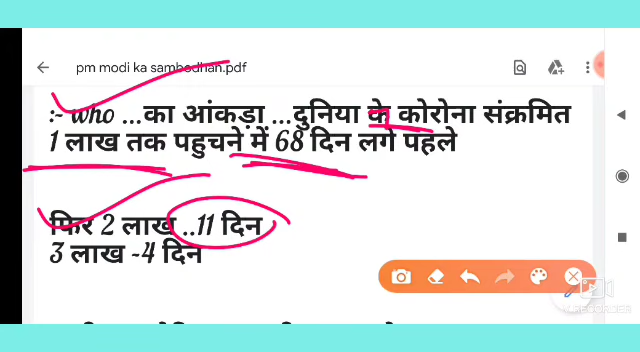 pm modi ka sambodhan.pdf
:- who ...का आंकड़ा ...दुनिया के कोरोना संक्रमित
1 लाख तक पहुचने में 68 दिन लगे पहले
फिर 2 लाख ..11 दिन
3 लाख -4 दिन